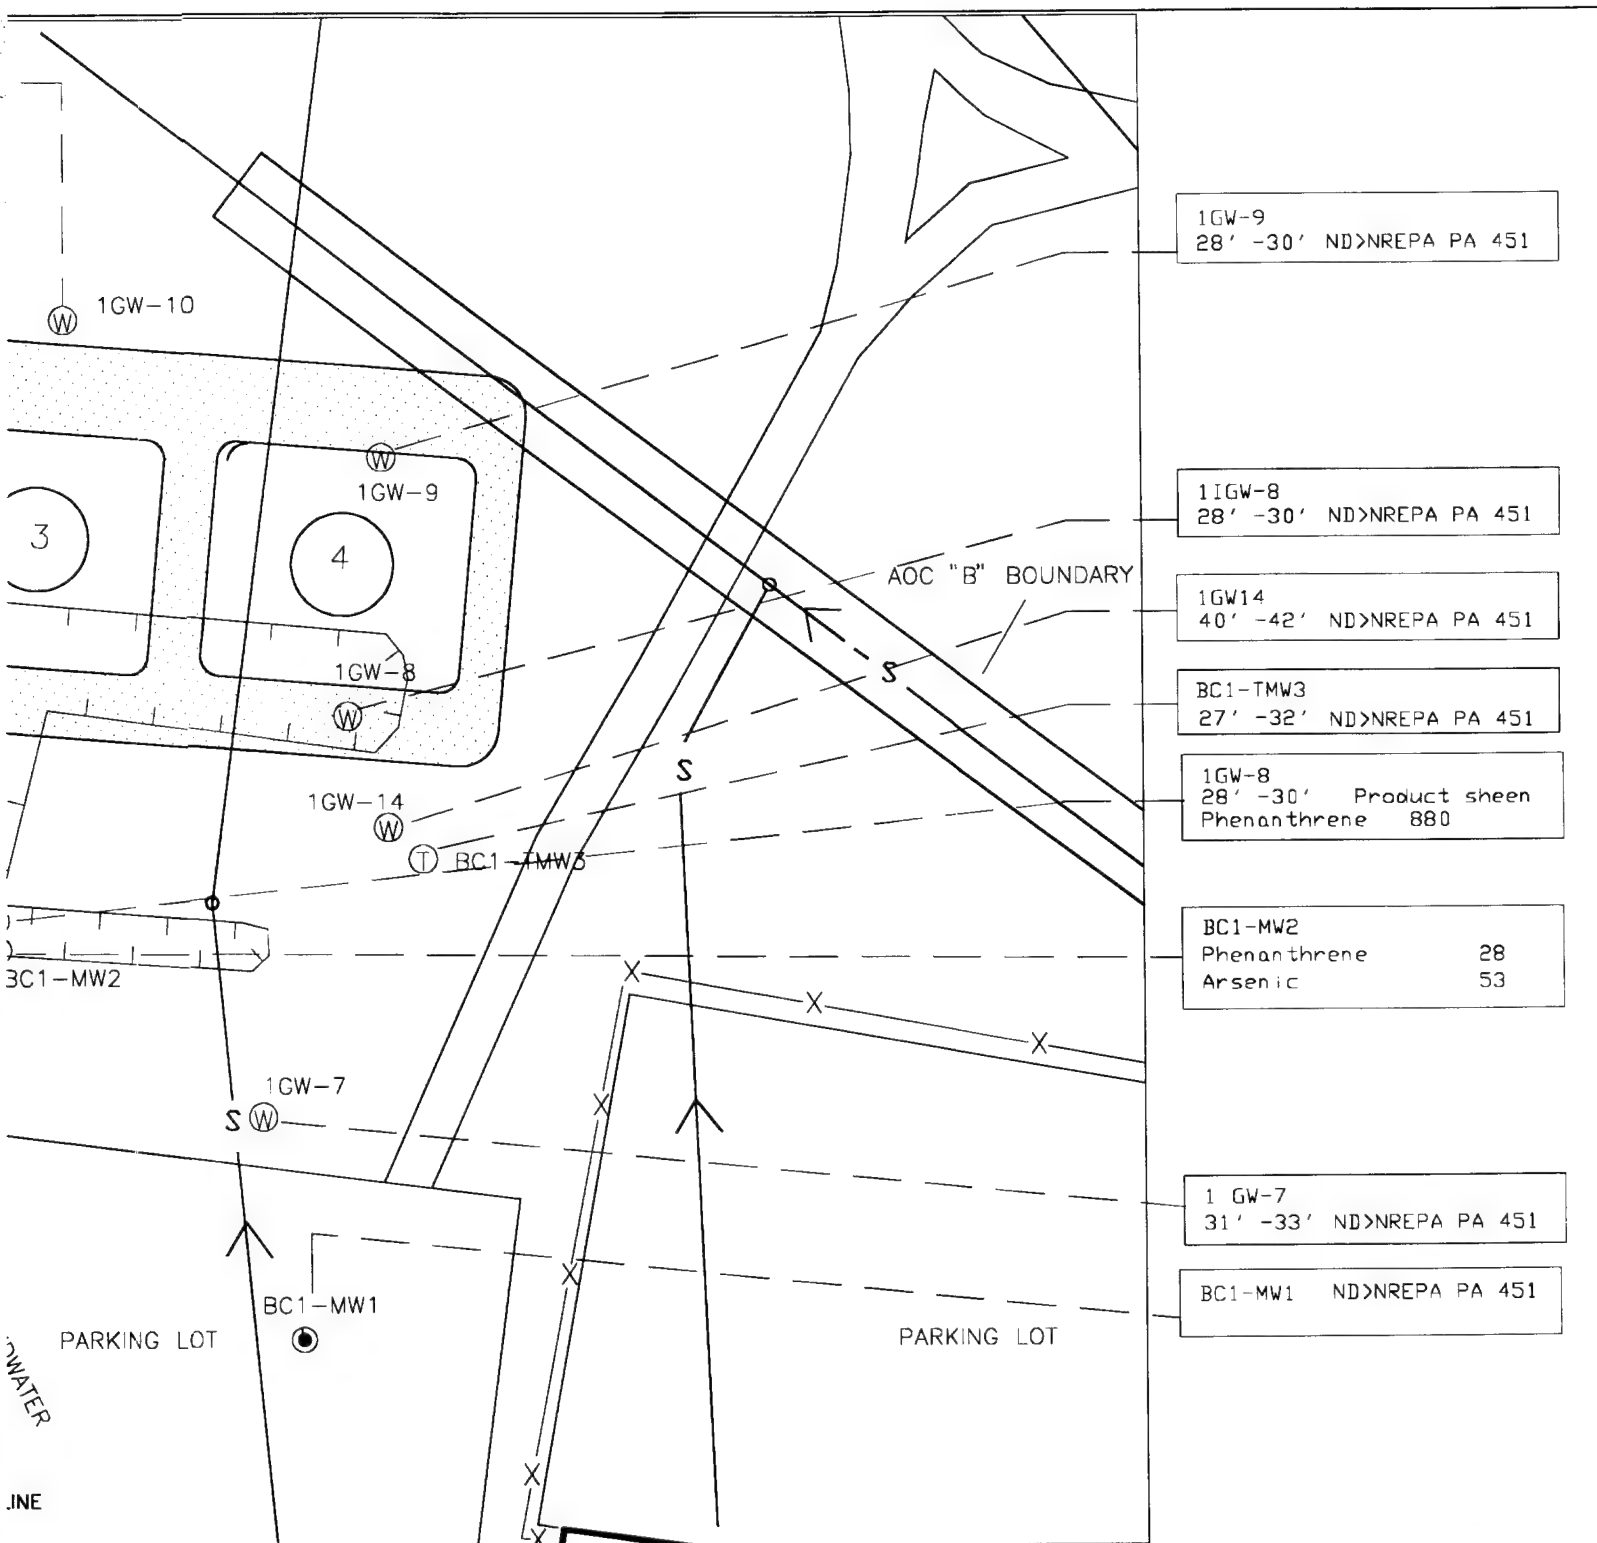 1GW-9
28' -30' ND>NREPA PA 451
1GW-10
W
W
1GW-9
3
4
1IGW-8
28' -30' ND>NREPA PA 451
AOC "B" BOUNDARY
1GW14
40' -42' ND>NREPA PA 451
1GW-8
S
W
BC1-TMW3
27' -32' ND>NREPA PA 451
S
1GW-8
28' -30' Product sheen
Phenanthrene 880
1GW-14
W
T BC1-TMW3
BC1-MW2
Phenanthrene 28
Arsenic 53
BC1-MW2
X
X
X
1GW-7
S W
X
1 GW-7
31' -33' ND>NREPA PA 451
X
BC1-MW1 ND>NREPA PA 451
BC1-MW1
PARKING LOT
PARKING LOT
DWATER
X
.INE
X